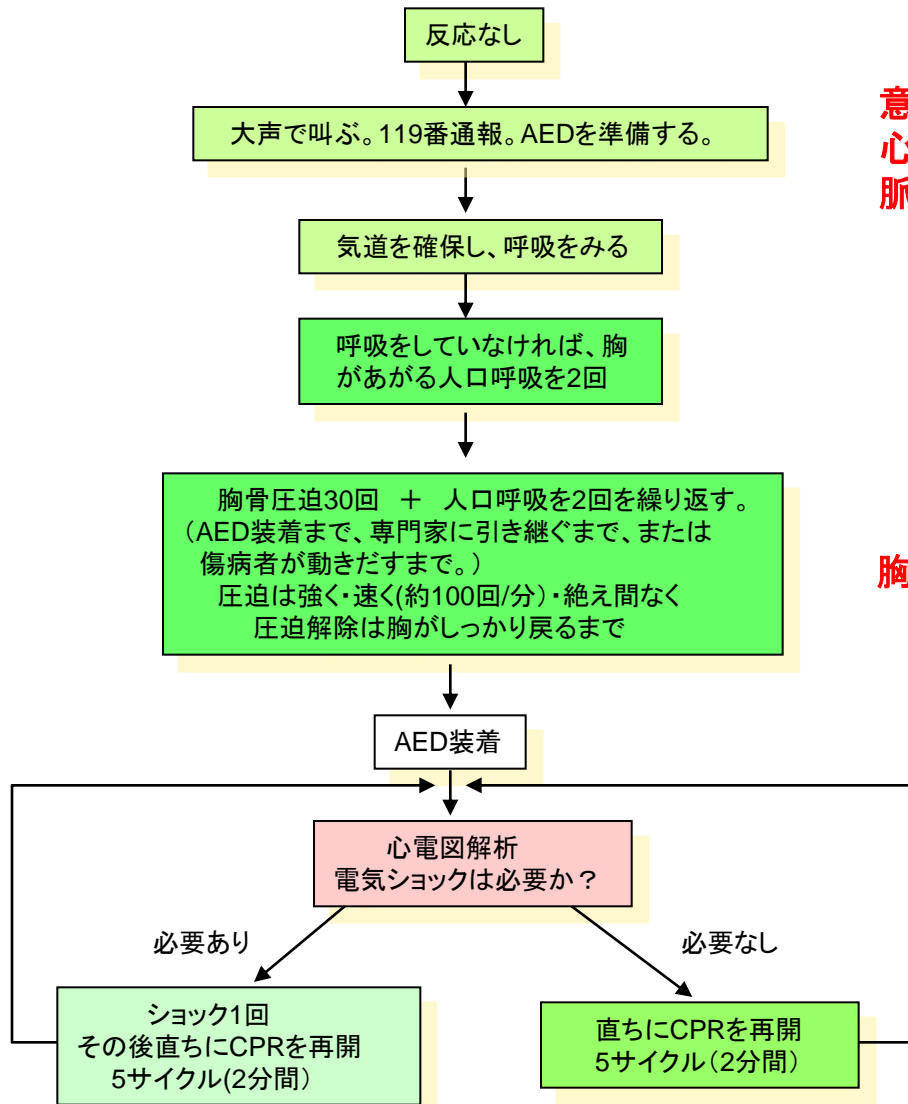 反応なし
大声で叫ぶ。119番通報。AEDを準備する。
意
心
脈
気道を確保し、呼吸をみる
呼吸をしていなければ、胸
があがる人口呼吸を2回
胸骨圧迫30回　＋　人口呼吸を2回を繰り返す。
（AED装着まで、専門家に引き継ぐまで、または
傷病者が動きだすまで。）
圧迫は強く・速く(約100回/分）・絶え間なく
圧迫解除は胸がしっかり戻るまで
胸
AED装着
心電図解析
電気ショックは必要か？
必要あり
必要なし
ショック1回
その後直ちにCPRを再開
5サイクル(2分間）
直ちにCPRを再開
5サイクル（2分間）